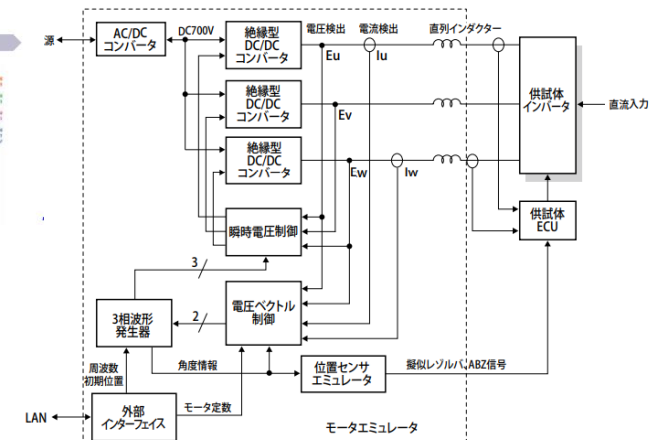 源
AC/DC
コンバータ
DC700V
絶縁型
DC/DC
コンバータ
電圧検出
電流検出
直列インダクター
Eu
Iu
絶縁型
DC/DC
コンバータ
Ev
供試体
インバータ
直流入力
絶縁型
DC/DC
コンバータ
Ew
Iw
瞬時電圧制御
供試体
ECU
3
3相波形
発生器
2
電圧ベクトル
制御
周波数
初期位置
角度情報
位置センサ
エミュレータ
擬似レゾルバ,ABZ信号
LAN
外部
インターフェイス
モータ定数
モータエミュレータ